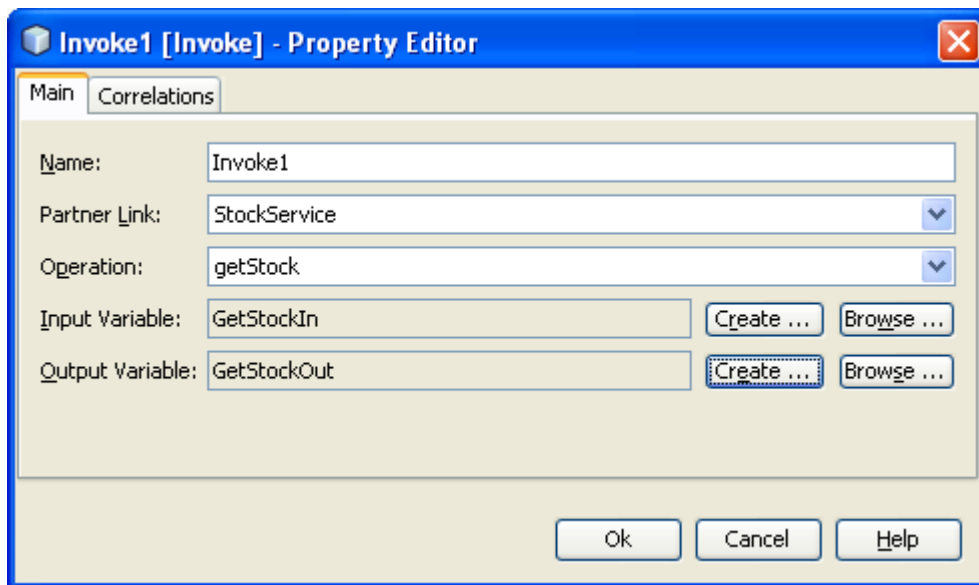 Invoke1 [Invoke] - Property Editor
Main Correlations
Name: Invoke1
Partner Link: StockService
Operation: getStock
Input Variable: GetStockIn Create ... Browse ...
Output Variable: GetStockOut Create ... Browse ...
Ok Cancel Help